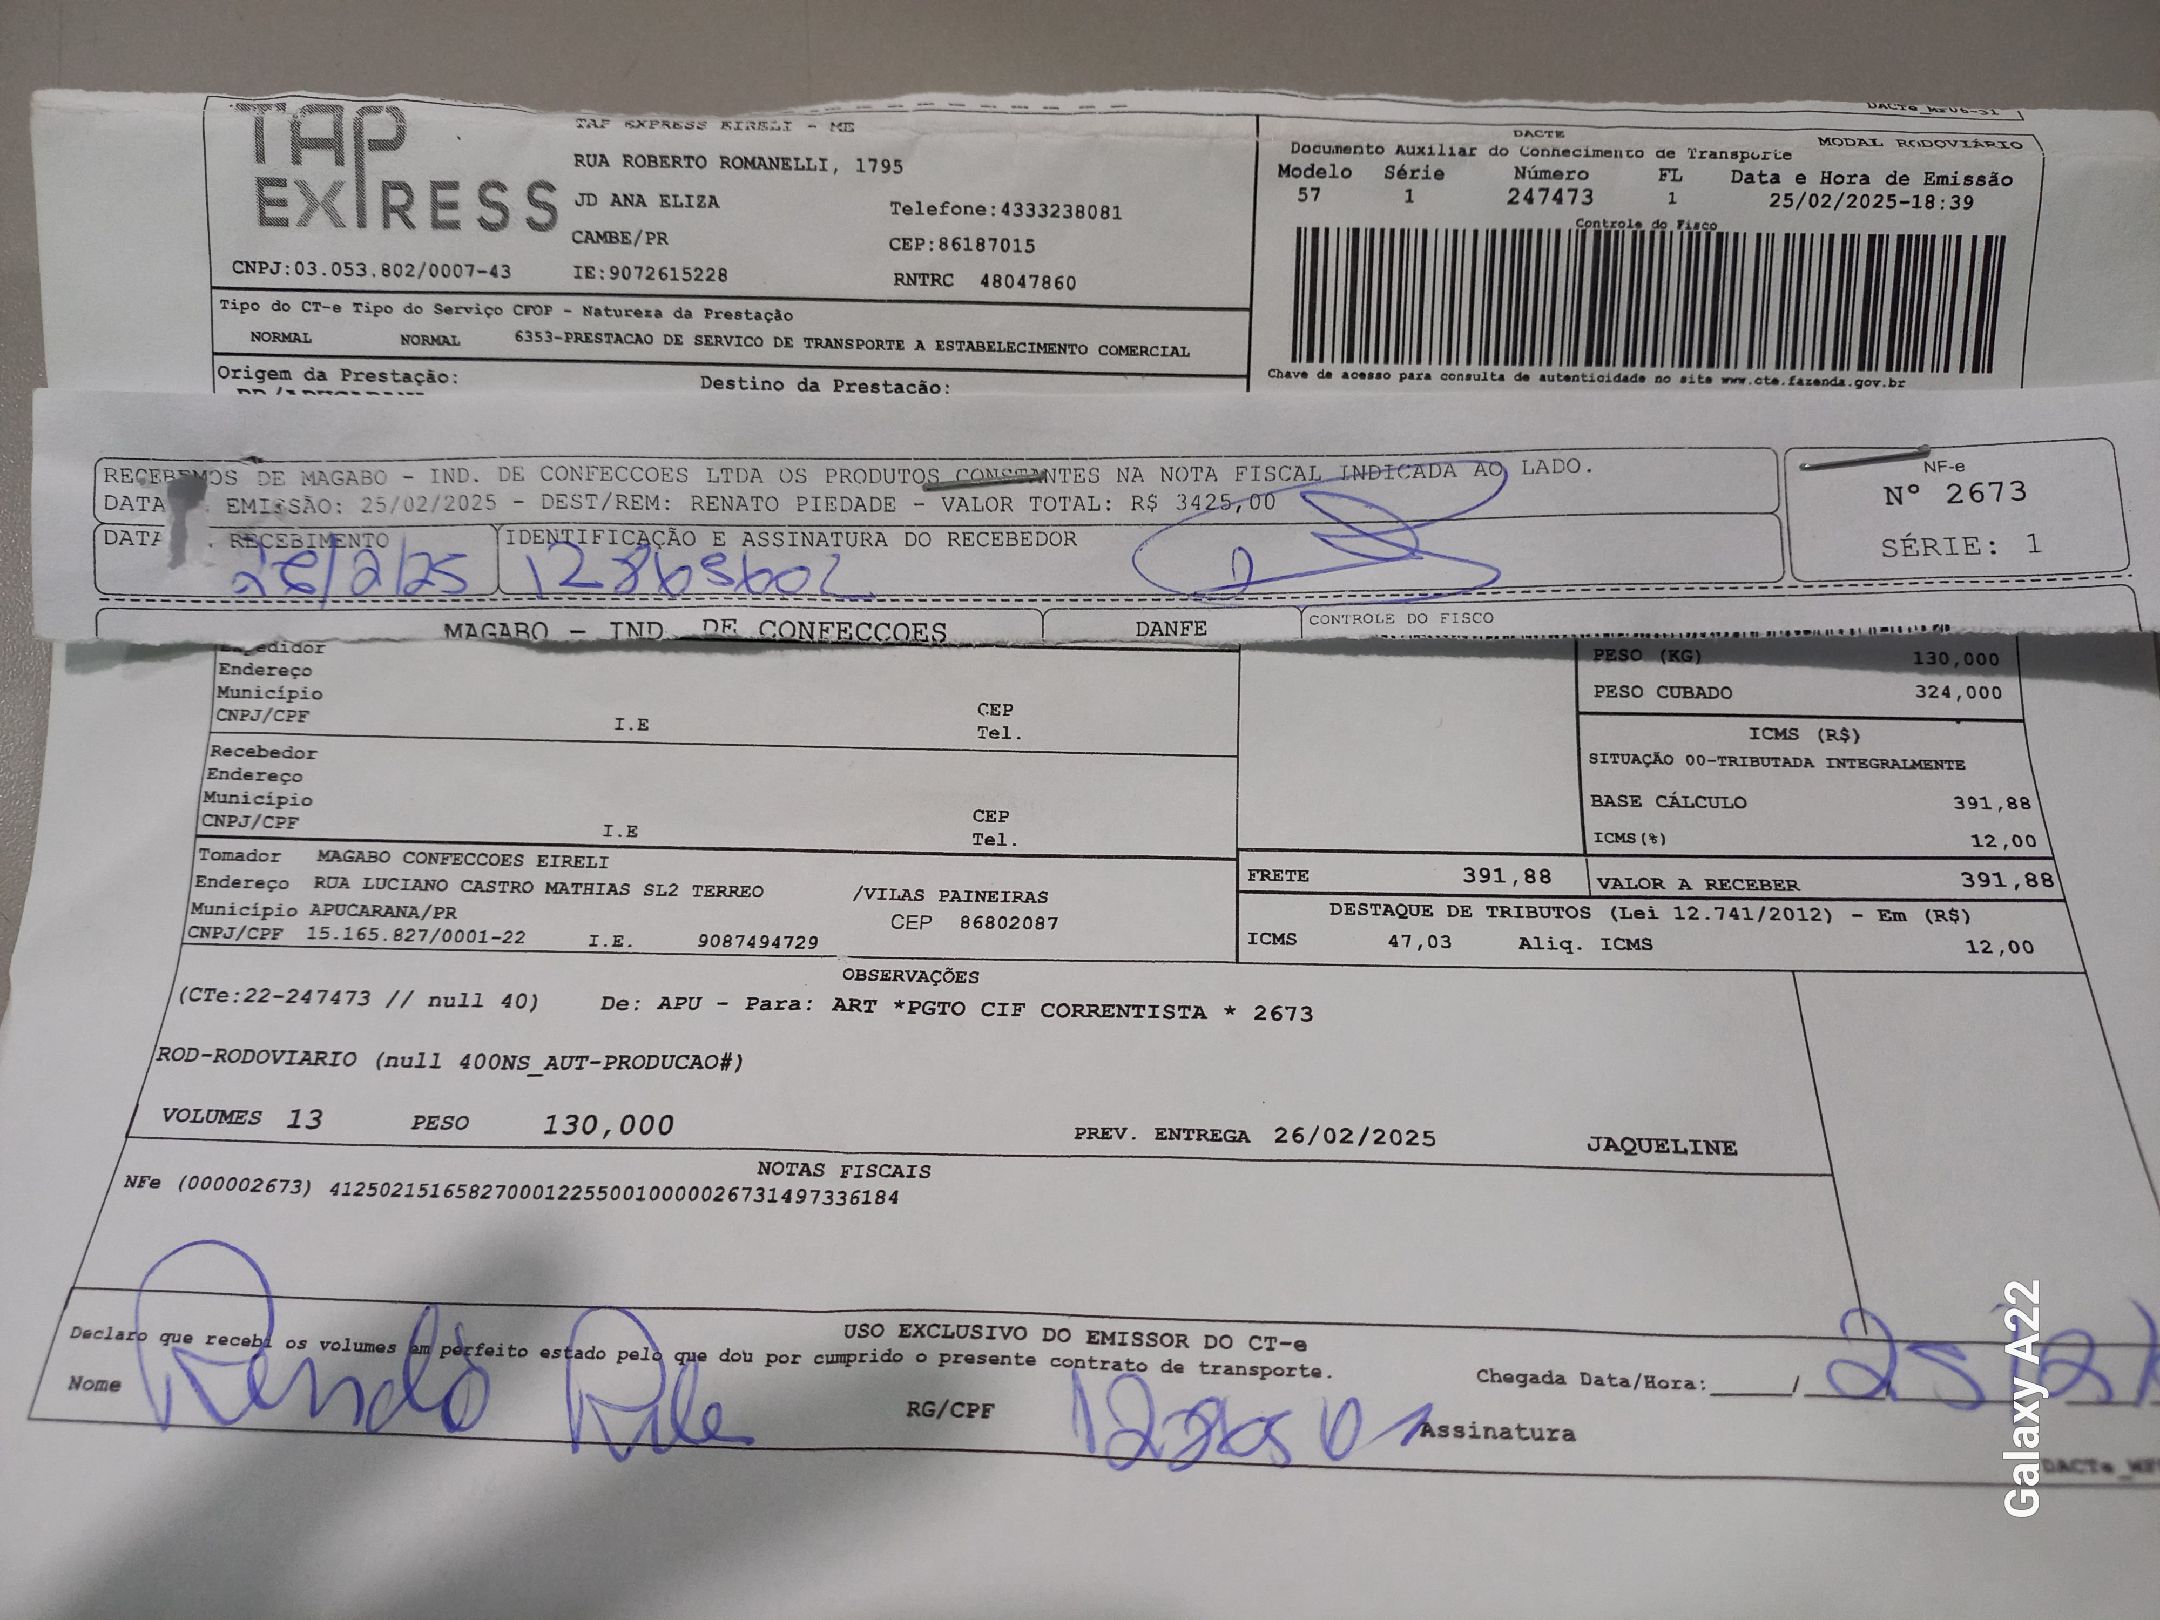 TAP
EXPRESS
TAP EXPRESS EIRELI - ME
RUA ROBERTO ROMANELLI, 1795
JD ANA ELIZA
Telefone:4333238081
CAMBE/PR
CEP:86187015
CNPJ:03.053.802/0007-43
IE:9072615228
RNTRC 48047860
DACTE
MODAL RODOVIÁRIO
Documento Auxiliar do Conhecimento de Transporte
Modelo Série Número FL Data e Hora de Emissão
57 1 247473 1 25/02/2025-18:39
Controle do Fisco
Chave de acesso para consulta de autenticidade no site www.cte.fazenda.gov.br
Tipo do CT-e Tipo do Serviço CFOP - Natureza da Prestação
NORMAL NORMAL 6353-PRESTACAO DE SERVICO DE TRANSPORTE A ESTABELECIMENTO COMERCIAL
Origem da Prestação: Destino da Prestacão:
RECEBEMOS DE MAGABO - IND. DE CONFECCOES LTDA OS PRODUTOS CONSTANTES NA NOTA FISCAL INDICADA AO LADO.
DATA EMISSÃO: 25/02/2025 - DEST/REM: RENATO PIEDADE - VALOR TOTAL: R$ 3425,00
DATA RECEBIMENTO IDENTIFICAÇÃO E ASSINATURA DO RECEBEDOR
NF-e
Nº 2673
SÉRIE: 1
MAGABO - IND. DE CONFECCOES
DANFE
CONTROLE DO FISCO
Expedidor
Endereço
Município
CEP
CNPJ/CPF I.E Tel.
Recebedor
Endereço
Município
CEP
CNPJ/CPF I.E Tel.
PESO (KG) 130,000
PESO CUBADO 324,000
ICMS (R$)
SITUAÇÃO 00-TRIBUTADA INTEGRALMENTE
BASE CÁLCULO 391,88
ICMS(%) 12,00
Tomador MAGABO CONFECCOES EIRELI
Endereço RUA LUCIANO CASTRO MATHIAS SL2 TERREO /VILAS PAINEIRAS
Município APUCARANA/PR CEP 86802087
CNPJ/CPF 15.165.827/0001-22 I.E. 9087494729
FRETE 391,88 VALOR A RECEBER 391,88
DESTAQUE DE TRIBUTOS (Lei 12.741/2012) - Em (R$)
ICMS 47,03 Aliq. ICMS 12,00
OBSERVAÇÕES
(CTe:22-247473 // null 40) De: APU - Para: ART *PGTO CIF CORRENTISTA * 2673
ROD-RODOVIARIO (null 400NS_AUT-PRODUCAO#)
VOLUMES 13 PESO 130,000 PREV. ENTREGA 26/02/2025 JAQUELINE
NOTAS FISCAIS
NFe (000002673) 41250215165827000122550010000026731497336184
USO EXCLUSIVO DO EMISSOR DO CT-e
Declaro que recebi os volumes em perfeito estado pelo que dou por cumprido o presente contrato de transporte.
Chegada Data/Hora:_____/_____
Nome RG/CPF Assinatura
Galaxy A22